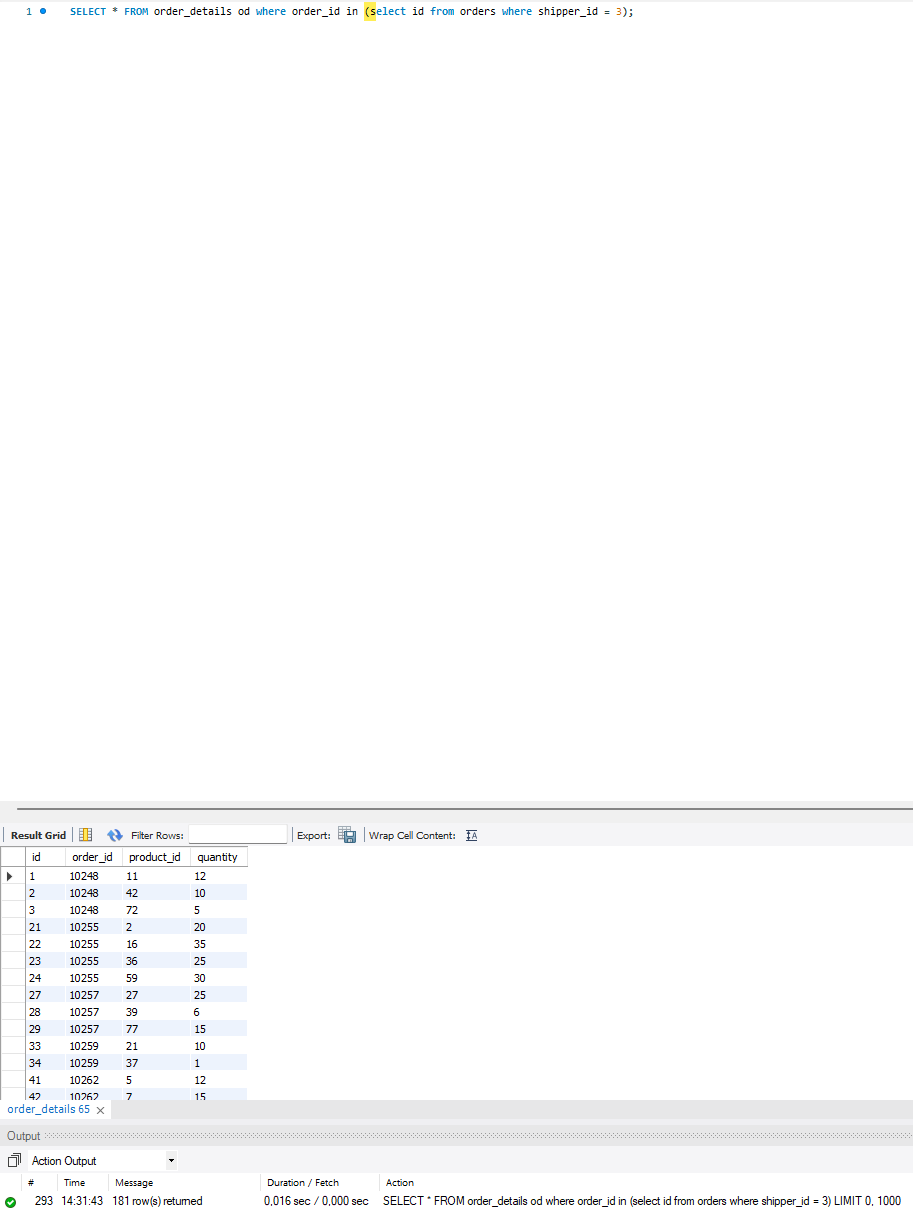 1 SELECT * FROM order_details od where order_id in (select id from orders where shipper_id = 3);
Result Grid Filter Rows: Export: Wrap Cell Content: IA
id order_id product_id quantity
1 10248 11 12
2 10248 42 10
3 10248 72 5
21 10255 2 20
22 10255 16 35
23 10255 36 25
24 10255 59 30
27 10257 27 25
28 10257 39 6
29 10257 77 15
33 10259 21 10
34 10259 37 1
41 10262 5 12
42 10262 7 15
order_details 65
Output
Action Output
# Time Message Duration / Fetch Action
293 14:31:43 181 row(s) returned 0,016 sec / 0,000 sec SELECT * FROM order_details od where order_id in (select id from orders where shipper_id = 3) LIMIT 0, 1000